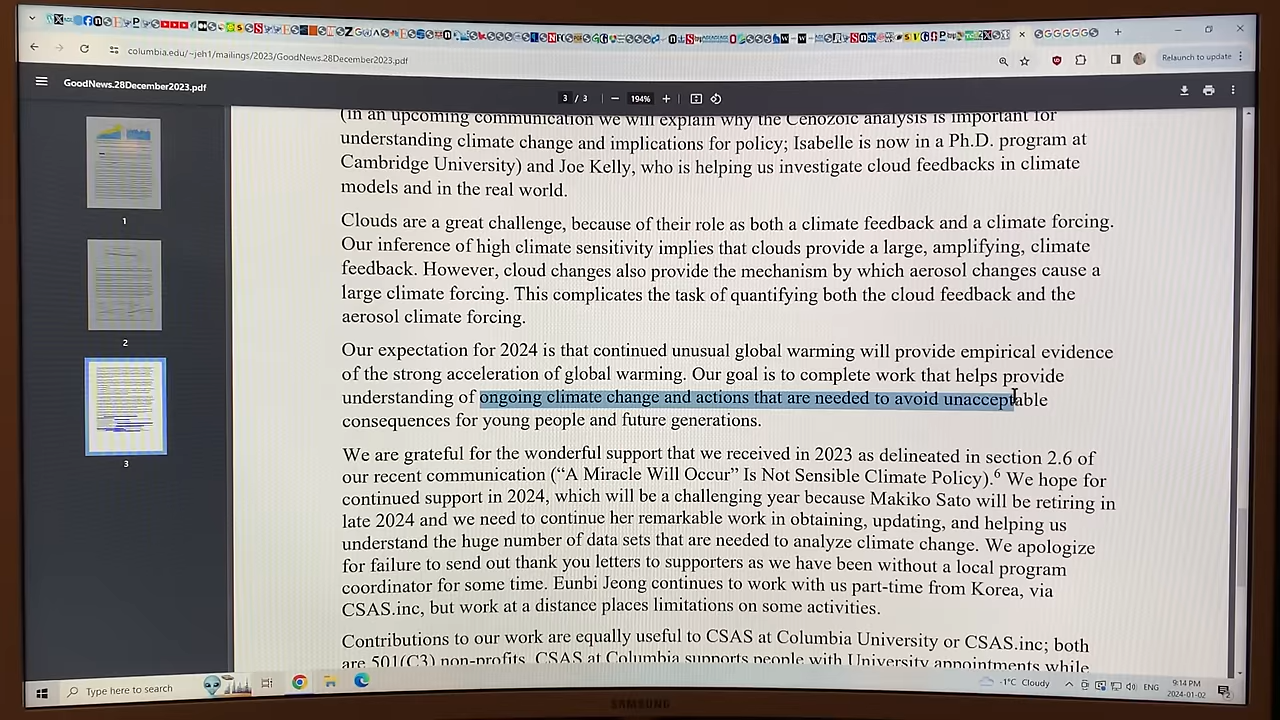 columbia.edu/~jeh1/mailings/2023/GoodNews.28December2023.pdf
Relaunch to update
GoodNews.28December2023.pdf
3 / 3
194%
(in an upcoming communication we will explain why the Cenozoic analysis is important for
understanding climate change and implications for policy; Isabelle is now in a Ph.D. program at
Cambridge University) and Joe Kelly, who is helping us investigate cloud feedbacks in climate
models and in the real world.
Clouds are a great challenge, because of their role as both a climate feedback and a climate forcing.
Our inference of high climate sensitivity implies that clouds provide a large, amplifying, climate
feedback. However, cloud changes also provide the mechanism by which aerosol changes cause a
large climate forcing. This complicates the task of quantifying both the cloud feedback and the
aerosol climate forcing.
Our expectation for 2024 is that continued unusual global warming will provide empirical evidence
of the strong acceleration of global warming. Our goal is to complete work that helps provide
understanding of ongoing climate change and actions that are needed to avoid unacceptable
consequences for young people and future generations.
We are grateful for the wonderful support that we received in 2023 as delineated in section 2.6 of
our recent communication (“A Miracle Will Occur” Is Not Sensible Climate Policy).6 We hope for
continued support in 2024, which will be a challenging year because Makiko Sato will be retiring in
late 2024 and we need to continue her remarkable work in obtaining, updating, and helping us
understand the huge number of data sets that are needed to analyze climate change. We apologize
for failure to send out thank you letters to supporters as we have been without a local program
coordinator for some time. Eunbi Jeong continues to work with us part-time from Korea, via
CSAS.inc, but work at a distance places limitations on some activities.
Contributions to our work are equally useful to CSAS at Columbia University or CSAS.inc; both
are 501(C3) non-profits. CSAS at Columbia supports people with University appointments while
1
2
3
Type here to search
-1°C Cloudy
ENG
9:14 PM
2024-01-02
SAMSUNG